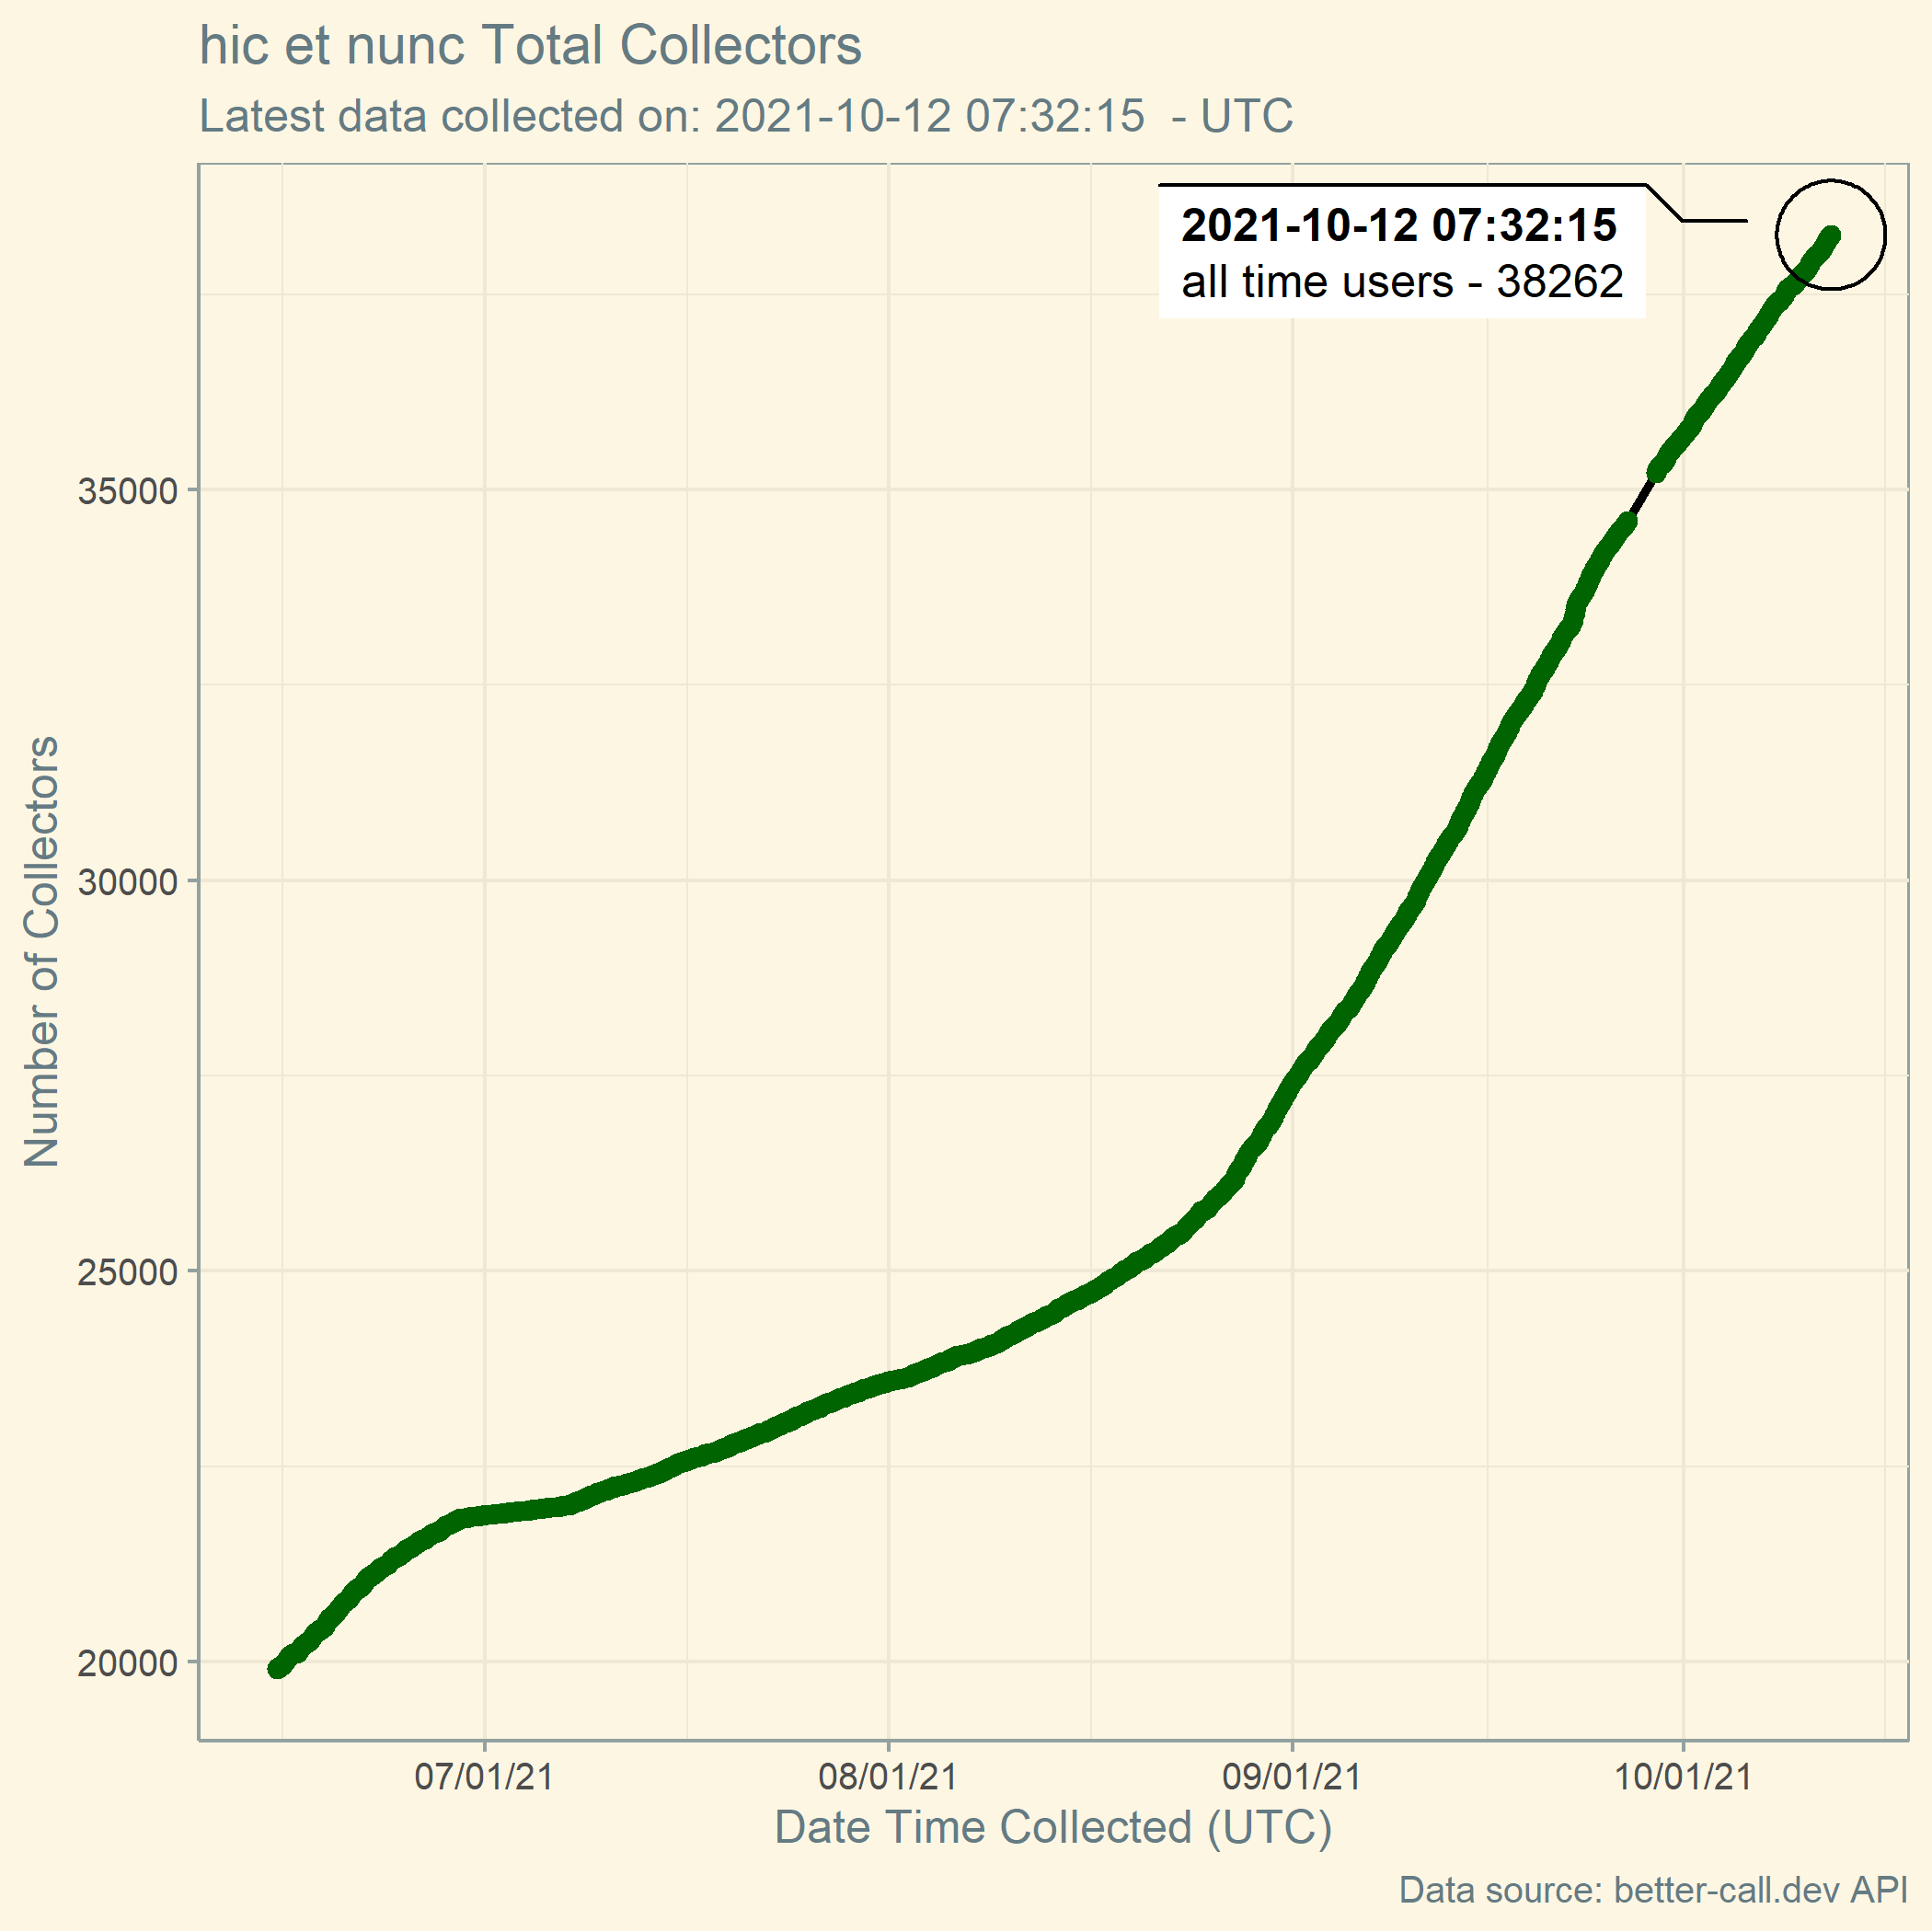 hic et nunc Total Collectors
Latest data collected on: 2021-10-12 07:32:15  - UTC
2021-10-12 07:32:15
all time users - 38262
Number of Collectors
35000
30000
25000
20000
07/01/21 08/01/21 09/01/21 10/01/21
Date Time Collected (UTC)
Data source: better-call.dev API